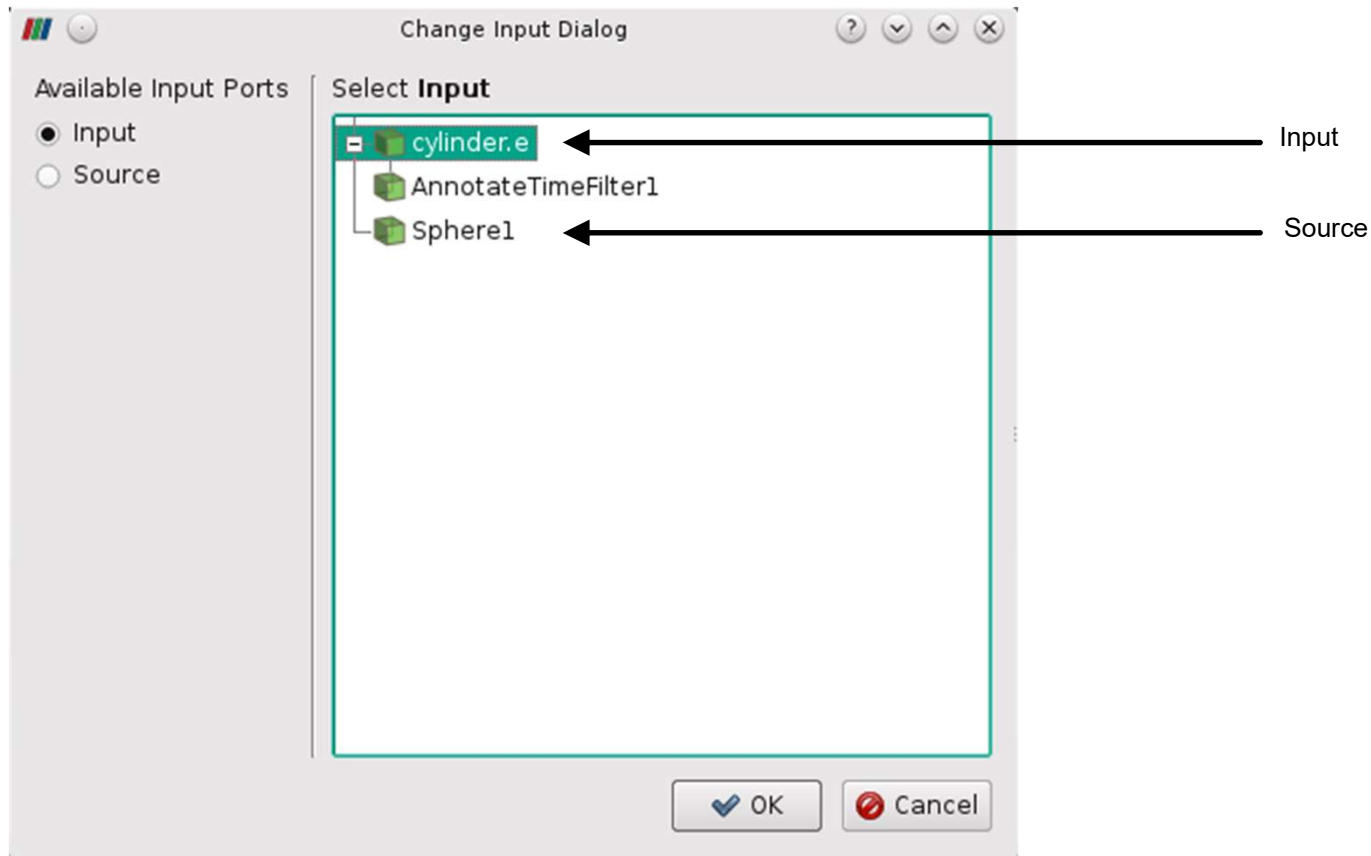 Change Input Dialog
Available Input Ports
Input
Source
Select Input
cylinder.e
AnnotateTimeFilter1
Sphere1
Input
Source
OK
Cancel